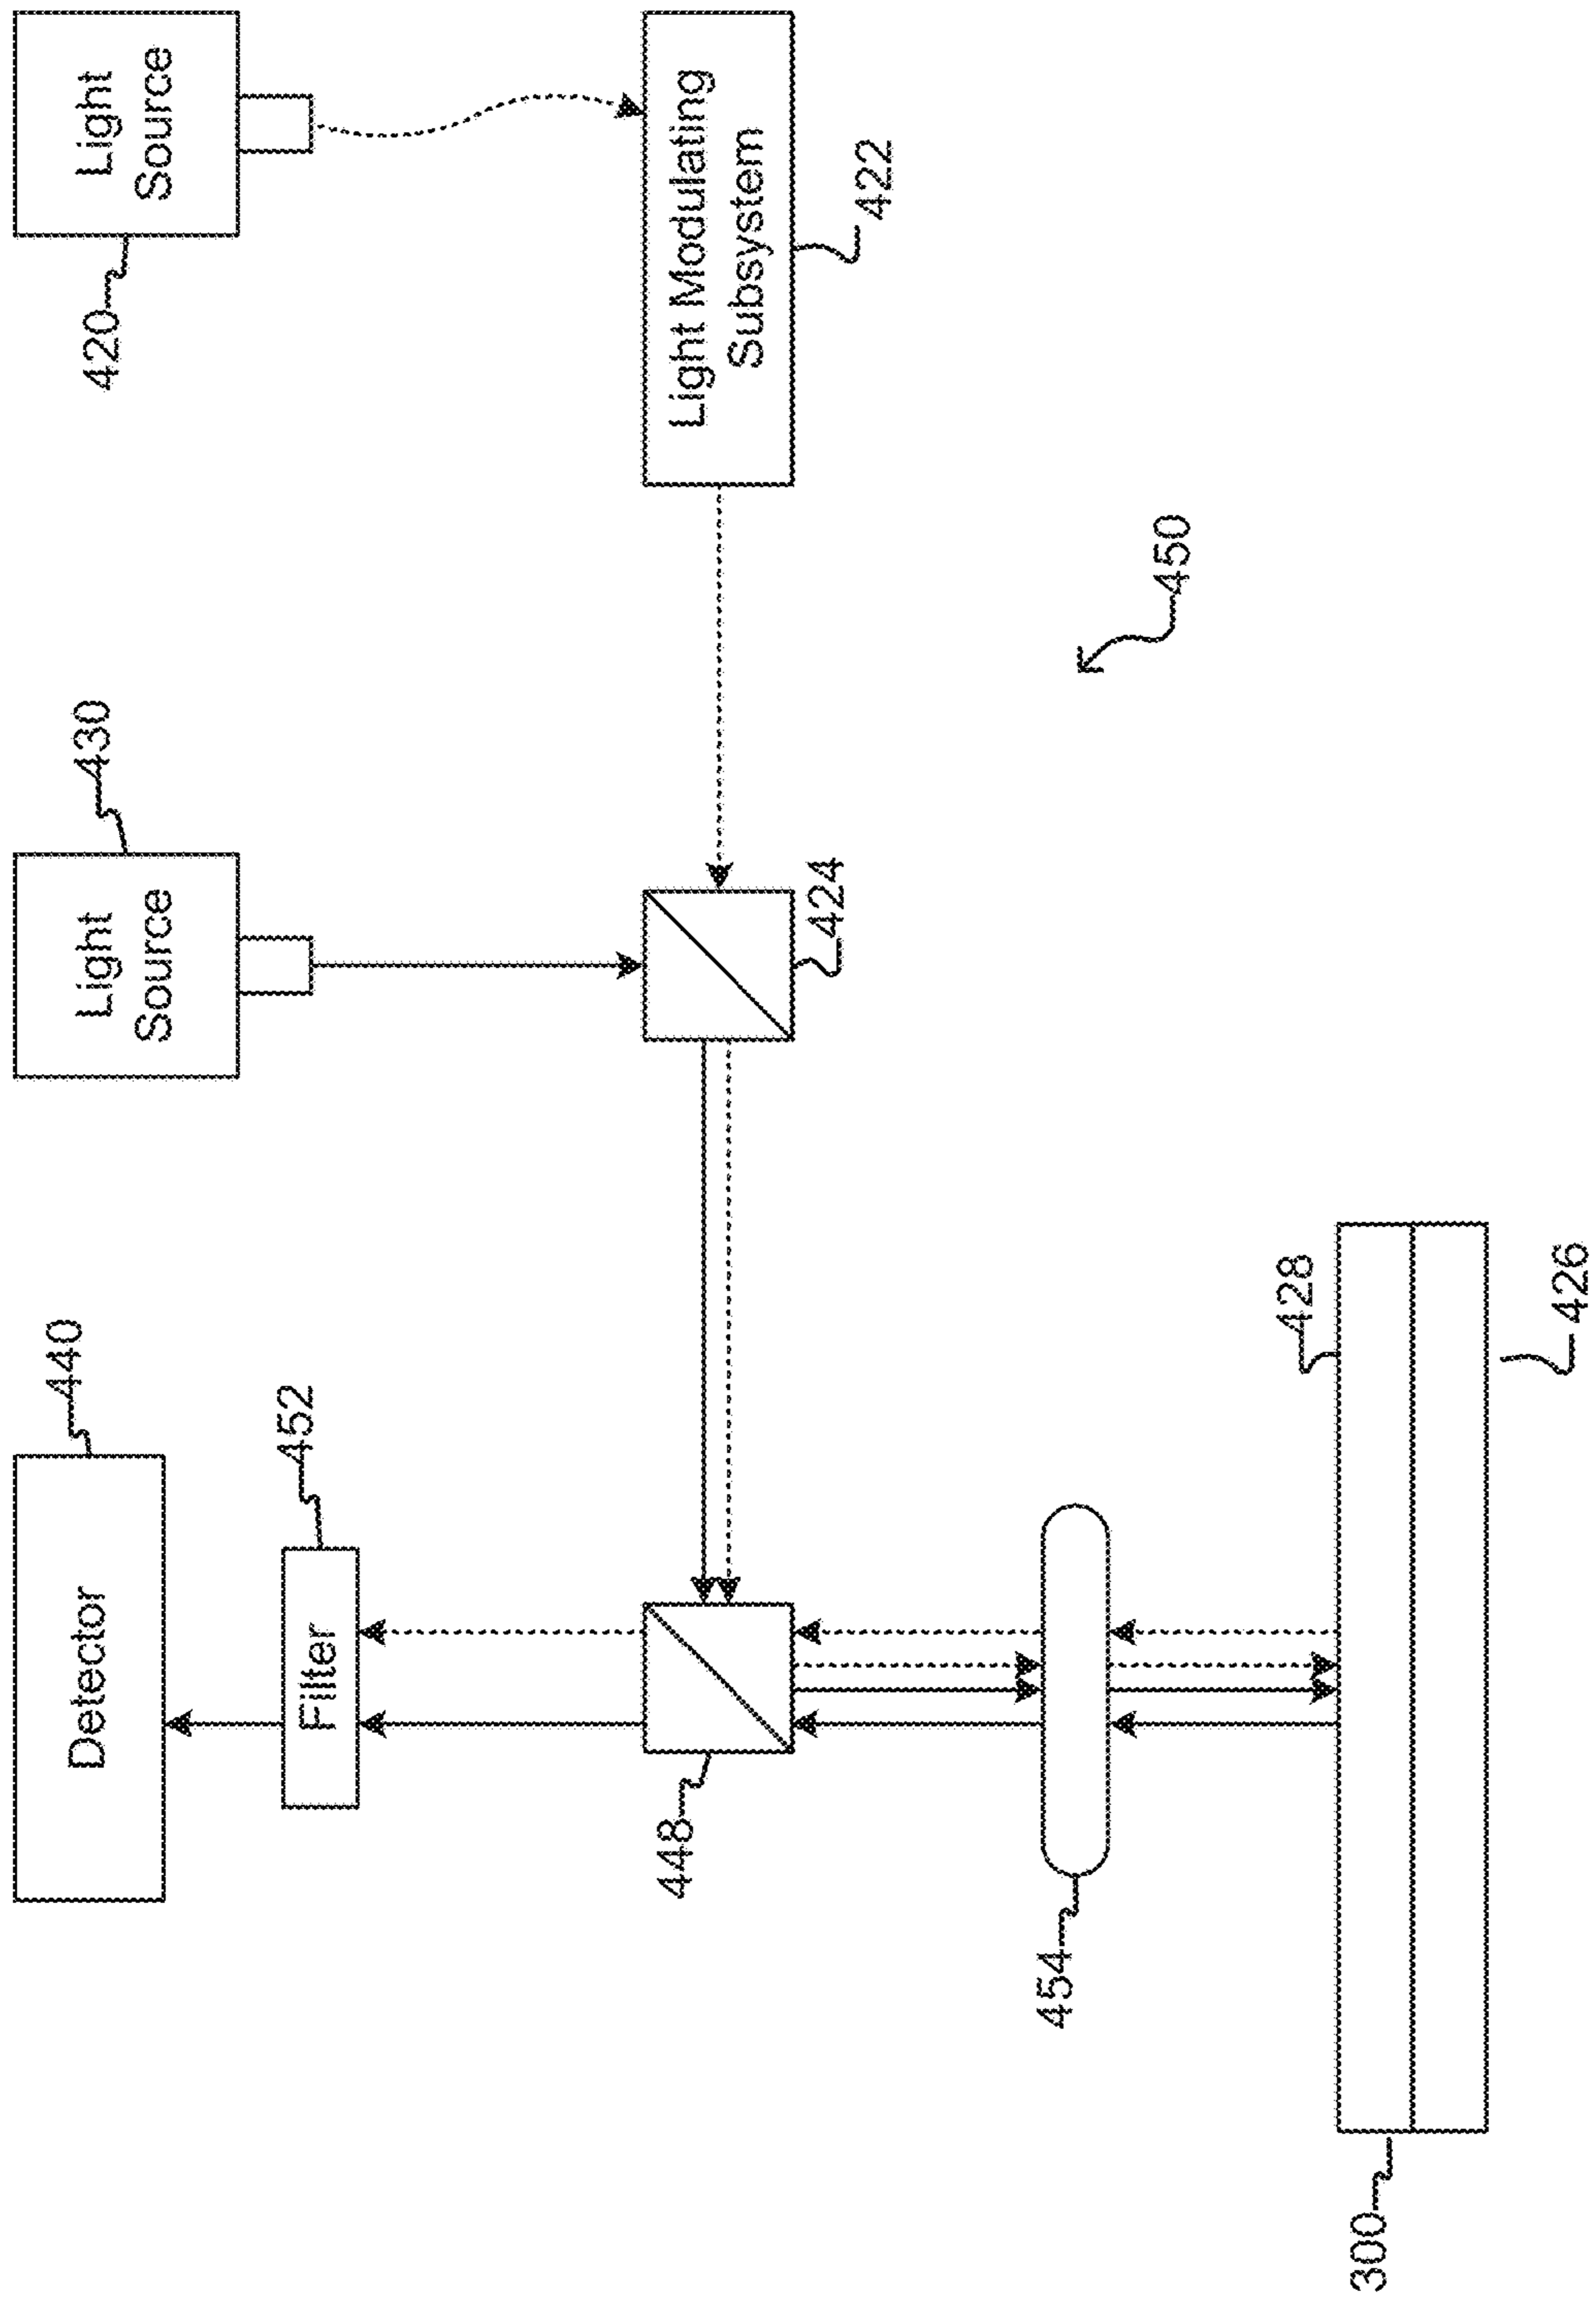 Detector
440
Light
Source
430
Light
Source
420
Filter
452
448
424
Light Modulating
Subsystem
422
454
450
428
300
426